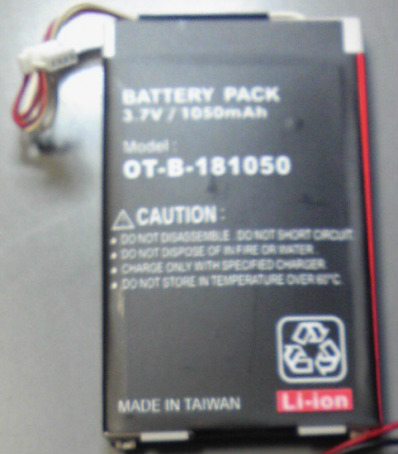 BATTERY PACK
3.7V / 1050mAh
Model :
OT-B-181050
CAUTION :
• DO NOT DISASSEMBLE . DO NOT SHORT CIRCUIT.
• DO NOT DISPOSE OF IN FIRE OR WATER.
• CHARGE ONLY WITH SPECIFIED CHARGER.
• DO NOT STORE IN TEMPERATURE OVER 60°C.
MADE IN TAIWAN
Li-ion